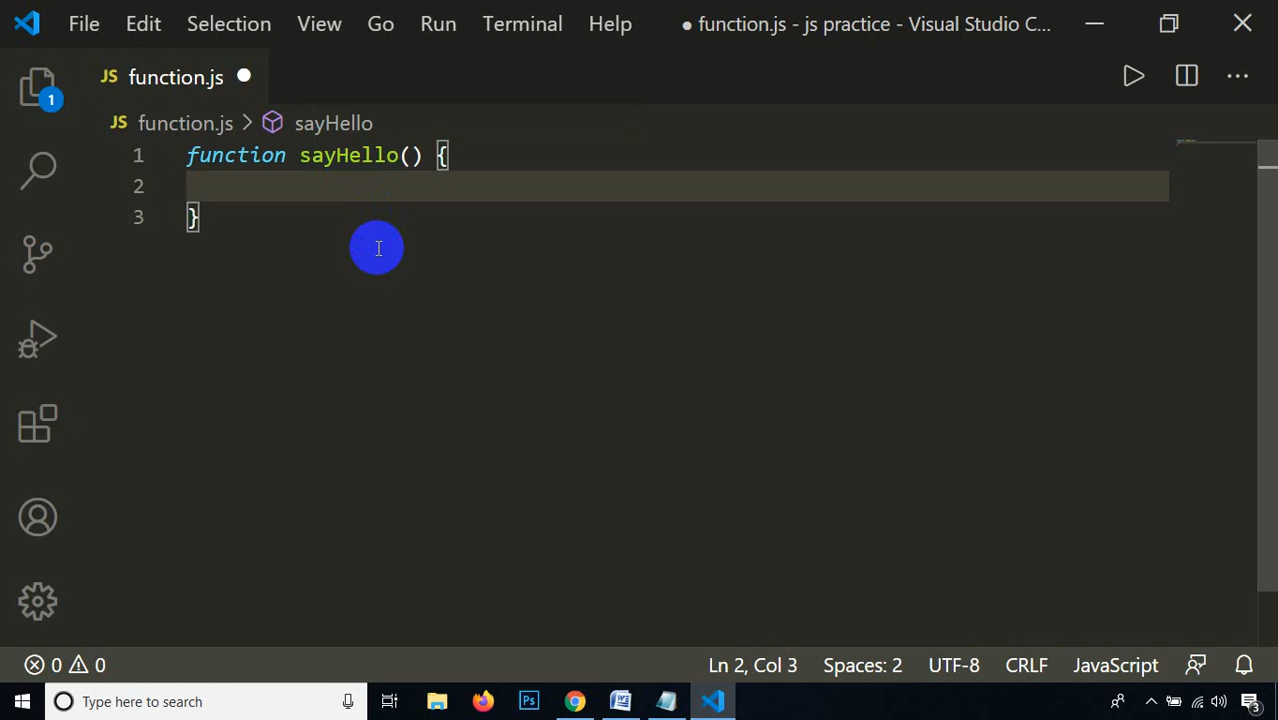 File Edit Selection View Go Run Terminal Help ● function.js - js practice - Visual Studio C...
JS function.js
JS function.js > sayHello
1 function sayHello() {
2
3 }
1
0 0 Ln 2, Col 3 Spaces: 2 UTF-8 CRLF JavaScript
Type here to search Ps 3